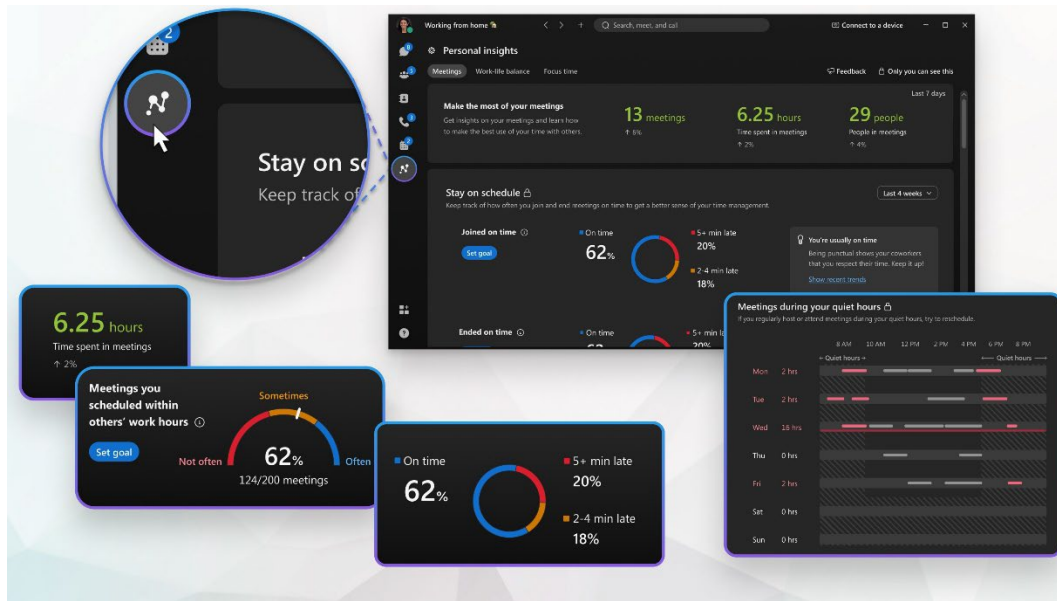 2
Stay on sc
Keep track of
Working from home
Search, meet, and call
Connect to a device
Personal insights
Meetings Work-life balance Focus time
Feedback Only you can see this
Last 7 days
Make the most of your meetings
Get insights on your meetings and learn how
to make the best use of your time with others.
13 meetings
↑ 6%
6.25 hours
Time spent in meetings
↑ 2%
29 people
People in meetings
↑ 4%
Stay on schedule
Last 4 weeks
Keep track of how often you join and end meetings on time to get a better sense of your time management.
Joined on time
Set goal
On time
62%
5+ min late
20%
2-4 min late
18%
You're usually on time
Being punctual shows your coworkers
that you respect their time. Keep it up!
Show recent trends
Ended on time
On time
5+ min la
20%
6.25 hours
Time spent in meetings
↑ 2%
Meetings you
scheduled within
others' work hours
Set goal
Sometimes
Not often
62%
Often
124/200 meetings
On time
62%
5+ min late
20%
2-4 min late
18%
Meetings during your quiet hours
If you regularly host or attend meetings during your quiet hours, try to reschedule.
8 AM 10 AM 12 PM 2 PM 4 PM 6 PM 8 PM
Quiet hours Quiet hours
Mon 2 hrs
Tue 2 hrs
Wed 16 hrs
Thu 0 hrs
Fri 2 hrs
Sat 0 hrs
Sun 0 hrs